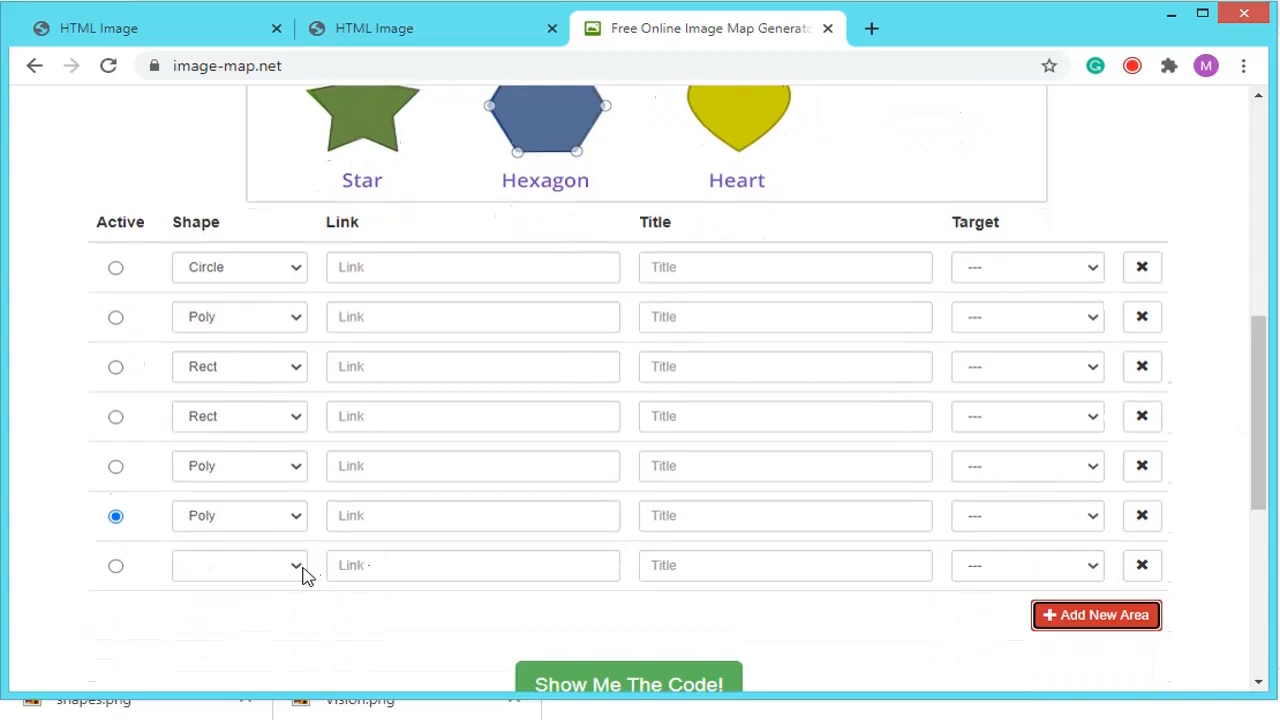 HTML Image
HTML Image
Free Online Image Map Generato
image-map.net
G
M
Star
Hexagon
Heart
Active Shape Link Title Target
Circle Link Title ---
Poly Link Title ---
Rect Link Title ---
Rect Link Title ---
Poly Link Title ---
Poly Link Title ---
Link Title ---
Add New Area
Show Me The Code!
shapes.png
vision.png